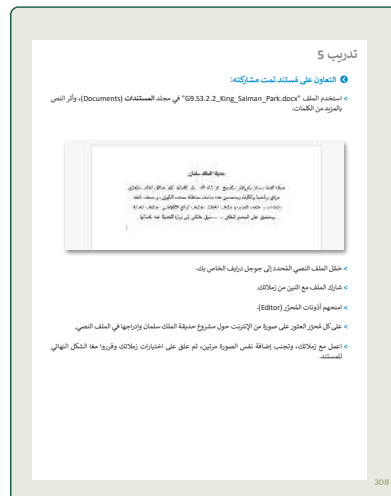 تدريب 5
التعاون على مُستند تمت مشاركته:
> استخدم الملف "G9.S3.2.2_King_Salman_Park.docx" في مجلد المستندات (Documents)، وأثرِ النص
بالمزيد من الكلمات.
حديقة الملك سلمان
> حمّل الملف النصي المُحدد إلى جوجل درايف الخاص بك.
> شارك الملف مع اثنين من زملائك.
> امنحهم أذونات المُحرّر (Editor).
> على كل مُحرّر العثور على صورة من الإنترنت حول مشروع حديقة الملك سلمان وإدراجها في الملف النصي.
> اعمل مع زملائك، وتجنب إضافة نفس الصورة مرتين، ثم علق على اختيارات زملائك وقرروا معًا الشكل النهائي
للمستند.
308